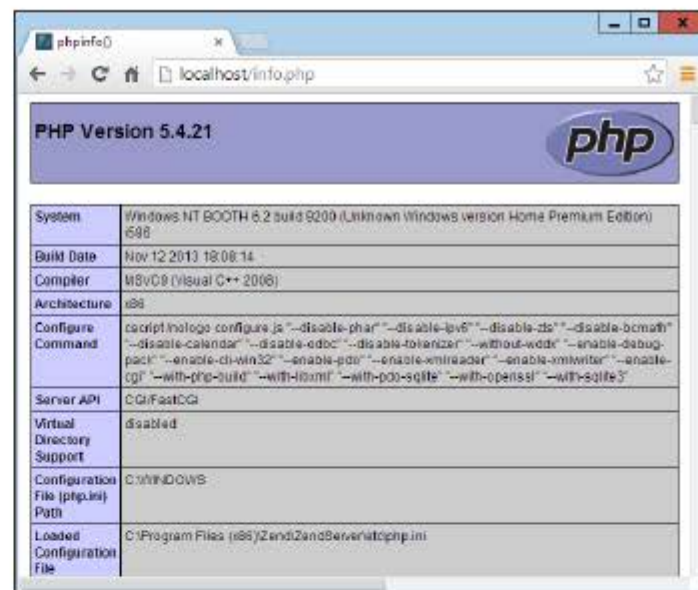 phpinfo()
localhost/info.php
PHP Version 5.4.21
php
System
Windows NT BOOTH 6.2 build 9200 (Unknown Windows version Home Premium Edition)
i586
Build Date
Nov 12 2013 18:08:14
Compiler
MSVC9 (Visual C++ 2008)
Architecture
x86
Configure
Command
cscript /nologo configure.js "--disable-phar" "--disable-ipv6" "--disable-zts" "--disable-bcmath"
"--disable-calendar" "--disable-odbc" "--disable-tokenizer" "--without-wddx" "--enable-debug-
pack" "--enable-cli-win32" "--enable-pdo" "--enable-xmlreader" "--enable-xmlwriter" "--enable-
cgi" "--with-php-build" "--with-libxml" "--with-pdo-sqlite" "--with-openssl" "--with-sqlite3"
Server API
CGI/FastCGI
Virtual
Directory
Support
disabled
Configuration
File (php.ini)
Path
C:\WINDOWS
Loaded
Configuration
File
C:\Program Files (x86)\Zend\ZendServer\etc\php.ini